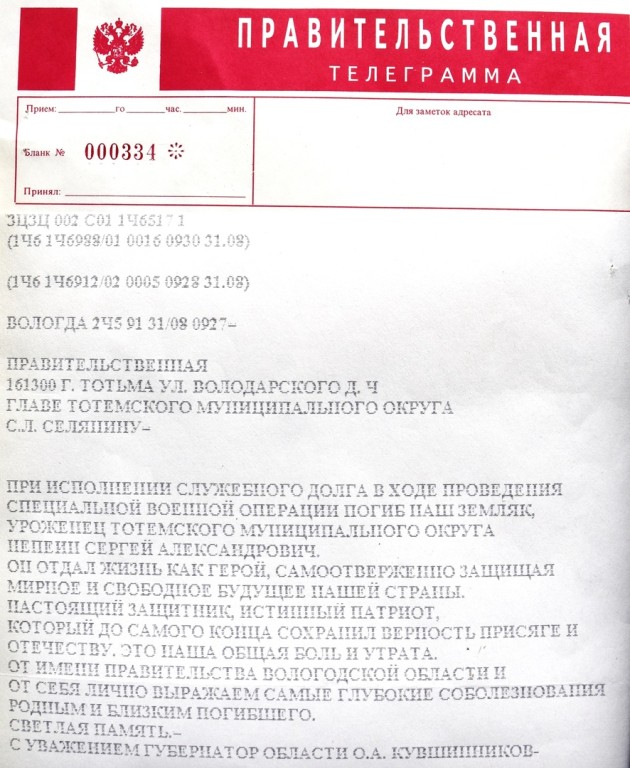 ПРАВИТЕЛЬСТВЕННАЯ
ТЕЛЕГРАММА
Прием: го час. мин.
Для заметок адресата
Бланк № 000334 *
Принял:
ЗЦЗЦ 002 С01 1Ч6517 1
(1Ч6 1Ч6988/01 0016 0930 31.08)
(1Ч6 1Ч6912/02 0005 0928 31.08)
ВОЛОГДА 2Ч5 91 31/08 0927=
ПРАВИТЕЛЬСТВЕННАЯ
161300 Г. ТОТЬМА УЛ. ВОЛОДАРСКОГО Д. Ч
ГЛАВЕ ТОТЕМСКОГО МУНИЦИПАЛЬНОГО ОКРУГА
С.Л. СЕЛЯНИНУ=
ПРИ ИСПОЛНЕНИИ СЛУЖЕБНОГО ДОЛГА В ХОДЕ ПРОВЕДЕНИЯ
СПЕЦИАЛЬНОЙ ВОЕННОЙ ОПЕРАЦИИ ПОГИБ НАШ ЗЕМЛЯК,
УРОЖЕНЕЦ ТОТЕМСКОГО МУНИЦИПАЛЬНОГО ОКРУГА
СЕРГЕЙ АЛЕКСАНДРОВИЧ.
ОН ОТДАЛ ЖИЗНЬ КАК ГЕРОЙ, САМООТВЕРЖЕННО ЗАЩИЩАЯ
МИРНОЕ И СВОБОДНОЕ БУДУЩЕЕ НАШЕЙ СТРАНЫ.
НАСТОЯЩИЙ ЗАЩИТНИК, ИСТИННЫЙ ПАТРИОТ,
КОТОРЫЙ ДО САМОГО КОНЦА СОХРАНИЛ ВЕРНОСТЬ ПРИСЯГЕ И
ОТЕЧЕСТВУ. ЭТО НАША ОБЩАЯ БОЛЬ И УТРАТА.
ОТ ИМЕНИ ПРАВИТЕЛЬСТВА ВОЛОГОДСКОЙ ОБЛАСТИ И
ОТ СЕБЯ ЛИЧНО ВЫРАЖАЕМ САМЫЕ ГЛУБОКИЕ СОБОЛЕЗНОВАНИЯ
РОДНЫМ И БЛИЗКИМ ПОГИБШЕГО.
СВЕТЛАЯ ПАМЯТЬ.=
С УВАЖЕНИЕМ ГУБЕРНАТОР ОБЛАСТИ О.А. КУВШИННИКОВ=